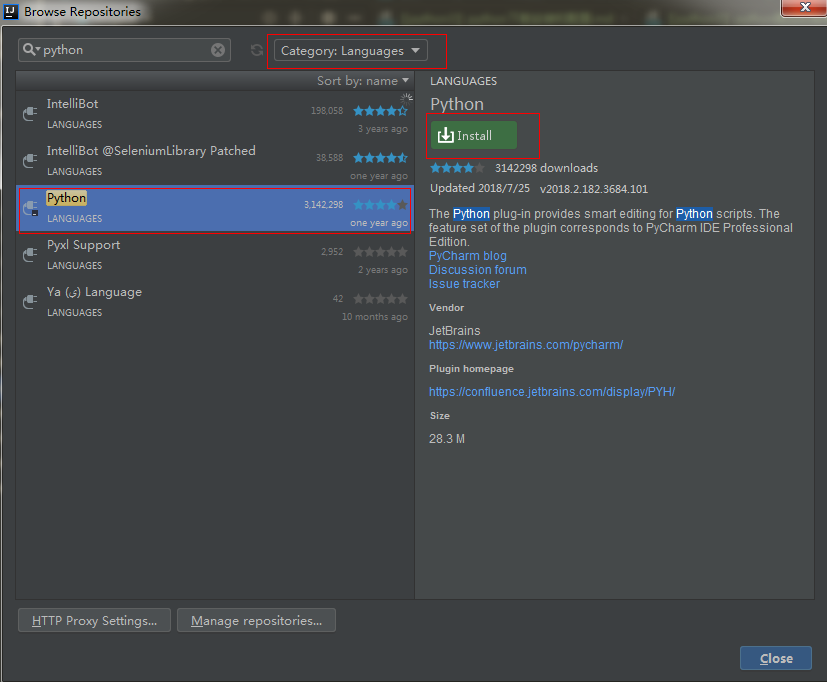 IJ Browse Repositories
python
Category: Languages
Sort by: name
IntelliBot
198,058
LANGUAGES
3 years ago
IntelliBot @SeleniumLibrary Patched
38,588
LANGUAGES
one year ago
Python
3,142,298
LANGUAGES
one year ago
Pyxl Support
2,952
LANGUAGES
2 years ago
Ya (ي) Language
42
LANGUAGES
10 months ago
LANGUAGES
Python
Install
3142298 downloads
Updated 2018/7/25 v2018.2.182.3684.101
The Python plug-in provides smart editing for Python scripts. The
feature set of the plugin corresponds to PyCharm IDE Professional
Edition.
PyCharm blog
Discussion forum
Issue tracker
Vendor
JetBrains
https://www.jetbrains.com/pycharm/
Plugin homepage
https://confluence.jetbrains.com/display/PYH/
Size
28.3 M
HTTP Proxy Settings...
Manage repositories...
Close